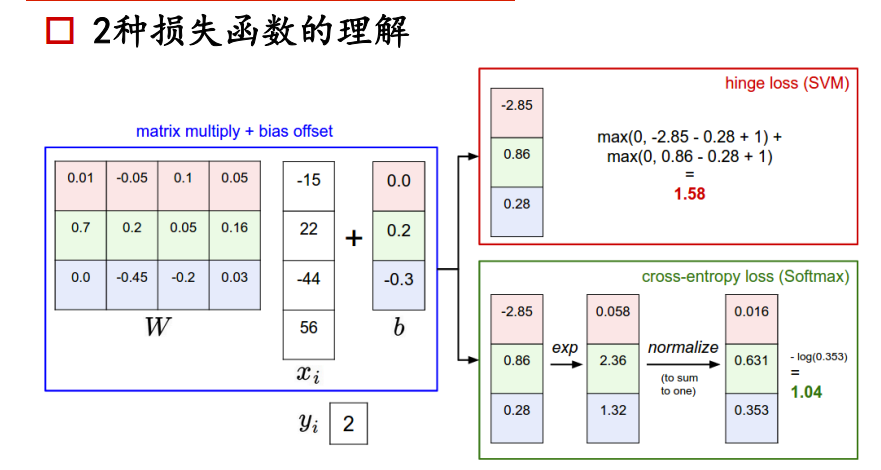 2种损失函数的理解
matrix multiply + bias offset
0.01 -0.05 0.1 0.05
0.7 0.2 0.05 0.16
0.0 -0.45 -0.2 0.03
W
-15
22
-44
56
x_i
+
0.0
0.2
-0.3
b
y_i 2
hinge loss (SVM)
-2.85
0.86
0.28
max(0, -2.85 - 0.28 + 1) +
max(0, 0.86 - 0.28 + 1)
=
1.58
cross-entropy loss (Softmax)
-2.85
0.86
0.28
exp
0.058
2.36
1.32
normalize
(to sum
to one)
0.016
0.631
0.353
- log(0.353)
=
1.04